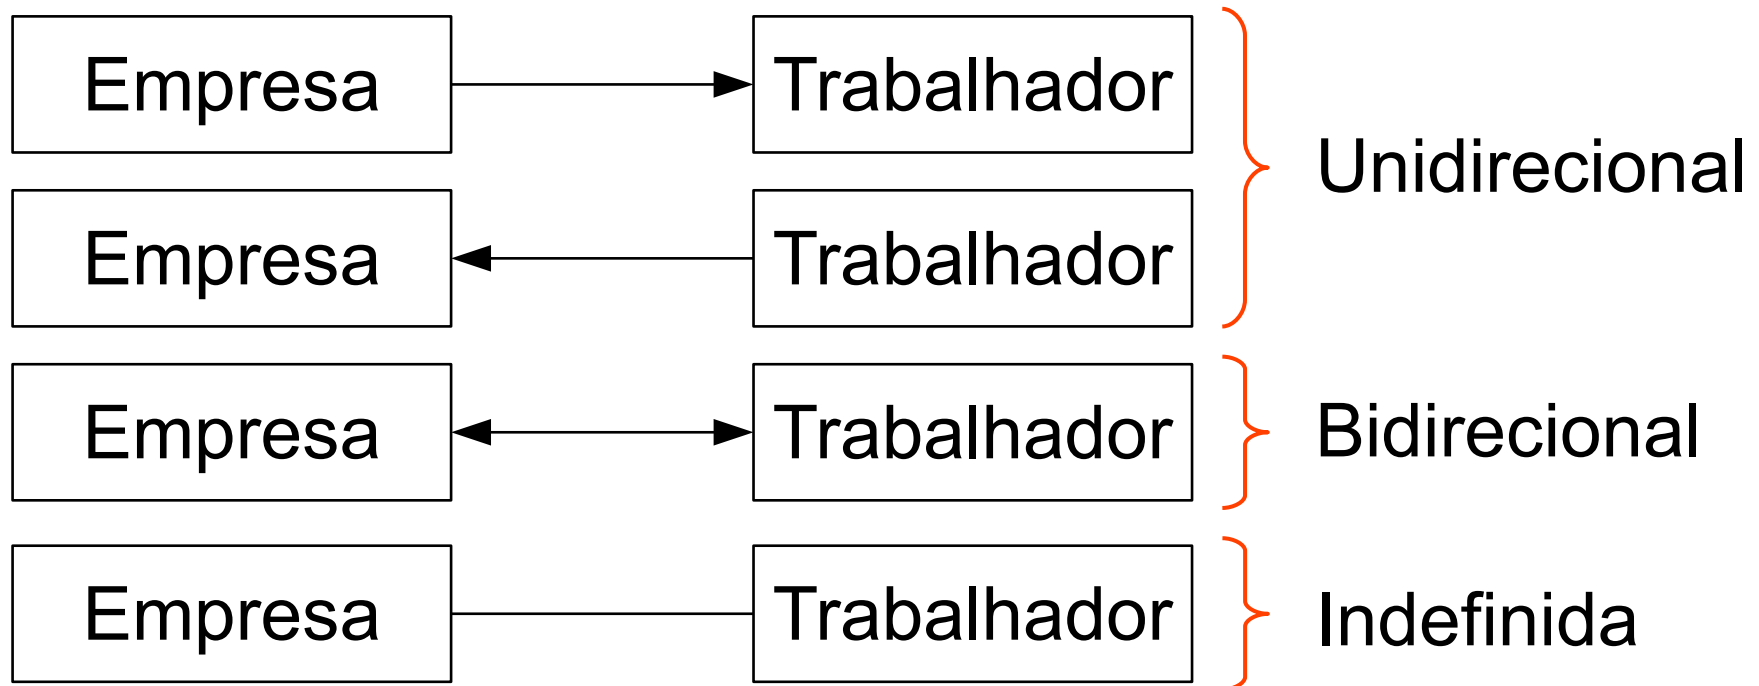 Empresa Trabalhador
Unidirecional
Empresa Trabalhador
Empresa Trabalhador Bidirecional
Empresa Trabalhador Indefinida